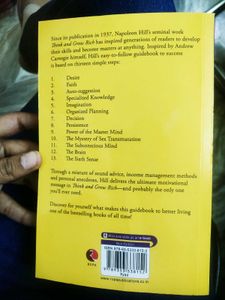 Since its publication in 1937, Napoleon Hill's seminal work
Think and Grow Rich has inspired generations of readers to develop
their skills and become masters at anything. Inspired by Andrew
Carnegie himself, Hill's easy-to-follow guidebook to success
is based on thirteen simple steps:
1. Desire
2. Faith
3. Auto-suggestion
4. Specialized Knowledge
5. Imagination
6. Organized Planning
7. Decision
8. Persistence
9. Power of the Master Mind
10. The Mystery of Sex Transmutation
11. The Subconscious Mind
12. The Brain
13. The Sixth Sense
Through a mixture of sound advice, income management methods
and personal anecdotes, Hill delivers the ultimate motivational
message in Think and Grow Rich—and probably the only one
you'll ever need.
Discover for yourself what makes this guidebook to better living
one of the bestselling books of all time!